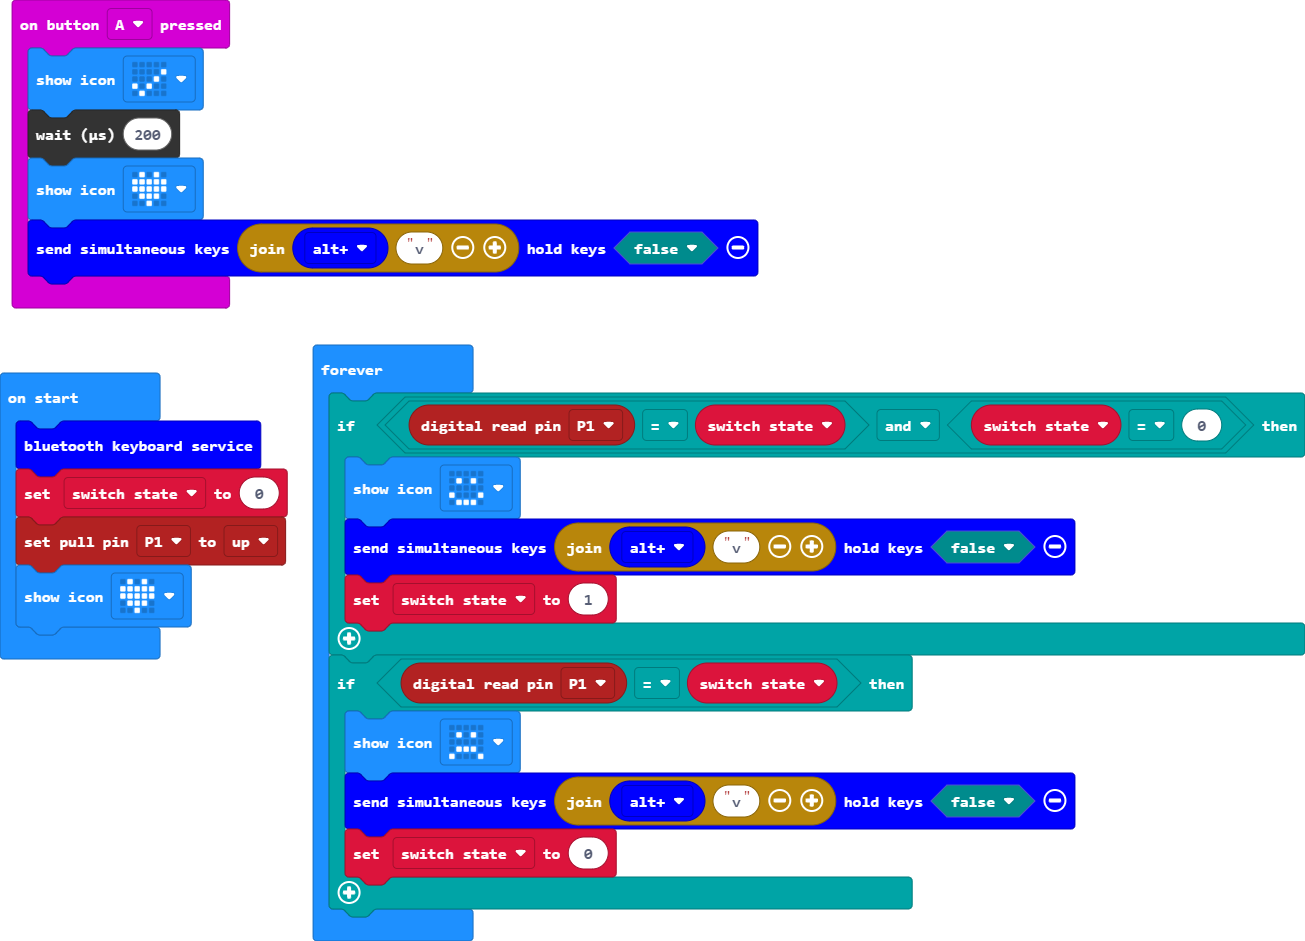 on button A pressed
show icon
wait (µs) 200
show icon
send simultaneous keys join alt+ "v" hold keys false
on start
bluetooth keyboard service
set switch state to 0
set pull pin P1 to up
show icon
forever
if digital read pin P1 = switch state and switch state = 0 then
show icon
send simultaneous keys join alt+ "v" hold keys false
set switch state to 1
if digital read pin P1 = switch state then
show icon
send simultaneous keys join alt+ "v" hold keys false
set switch state to 0